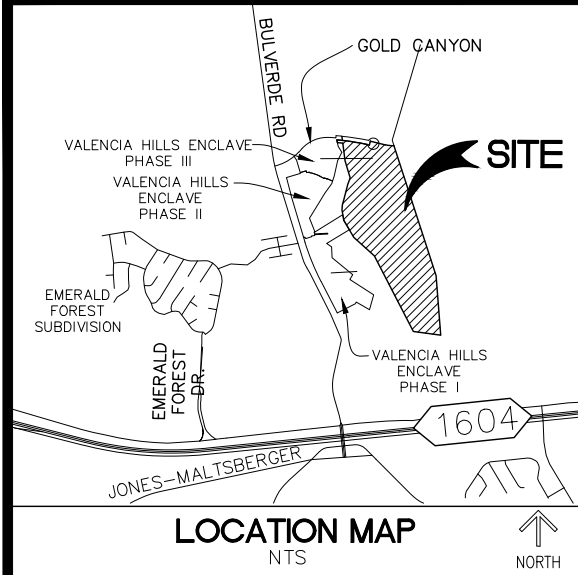 BULVERDE RD
GOLD CANYON
VALENCIA HILLS ENCLAVE
PHASE III
SITE
VALENCIA HILLS
ENCLAVE
PHASE II
EMERALD
FOREST
SUBDIVISION
EMERALD
FOREST
DR.
VALENCIA HILLS
ENCLAVE
PHASE I
1604
JONES-MALTSBERGER
LOCATION MAP
NTS
NORTH